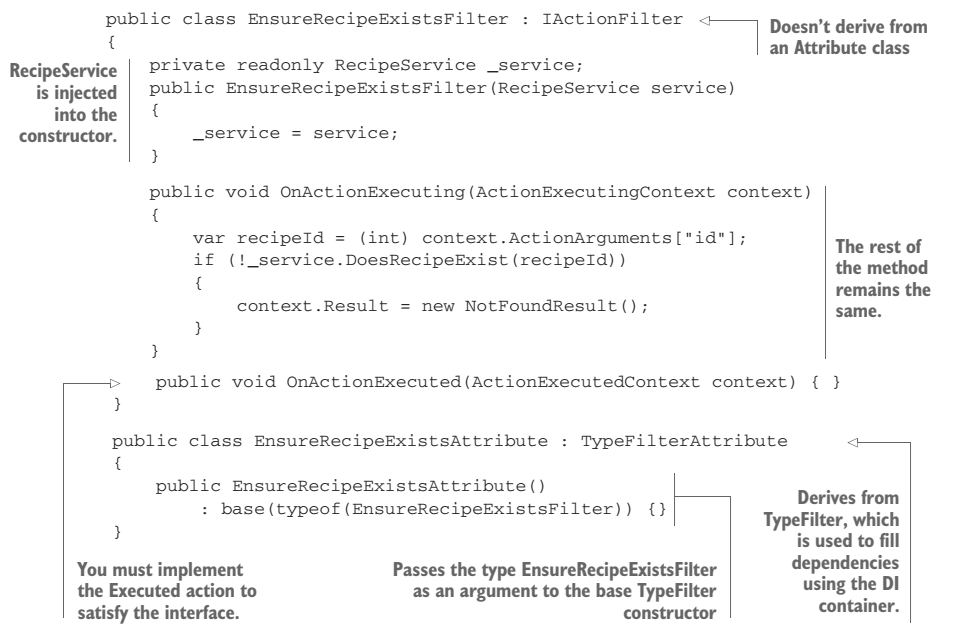 public class EnsureRecipeExistsFilter : IActionFilter
Doesn't derive from
an Attribute class
{
RecipeService
is injected
into the
constructor.
private readonly RecipeService _service;
public EnsureRecipeExistsFilter(RecipeService service)
{
_service = service;
}
public void OnActionExecuting(ActionExecutingContext context)
{
var recipeId = (int) context.ActionArguments["id"];
if (!_service.DoesRecipeExist(recipeId))
{
context.Result = new NotFoundResult();
}
}
The rest of
the method
remains the
same.
public void OnActionExecuted(ActionExecutedContext context) { }
}
public class EnsureRecipeExistsAttribute : TypeFilterAttribute
{
public EnsureRecipeExistsAttribute()
: base(typeof(EnsureRecipeExistsFilter)) {}
}
You must implement
the Executed action to
satisfy the interface.
Passes the type EnsureRecipeExistsFilter
as an argument to the base TypeFilter
constructor
Derives from
TypeFilter, which
is used to fill
dependencies
using the DI
container.